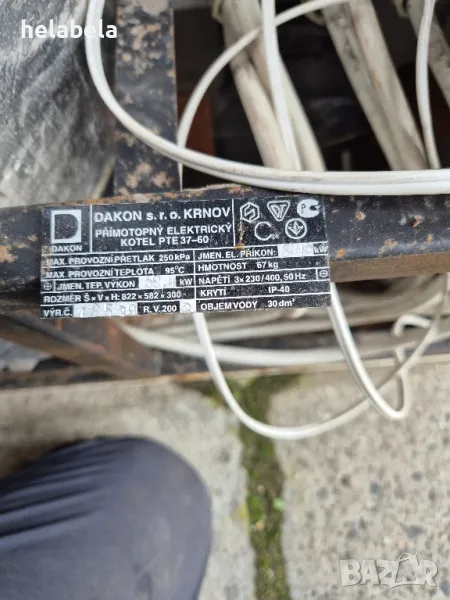 helabela
DAKON s.r.o. KRNOV
PŘÍMOTOPNÝ ELEKTRICKÝ
KOTEL PTE 37-60
DAKON
MAX. PROVOZNÍ PŘETLAK 250 kPa
JMEN. EL. PŘÍKON: kW
MAX. PROVOZNÍ TEPLOTA 95°C
HMOTNOST 67 kg
JMEN. TEP. VÝKON kW
NAPĚTÍ 3×230/400, 50 Hz
ROZMĚR Š×V×H: 822×582×300
KRYTÍ IP-40
VÝR. Č. R.V. 200
OBJEM VODY 30 dm³
BAZAR